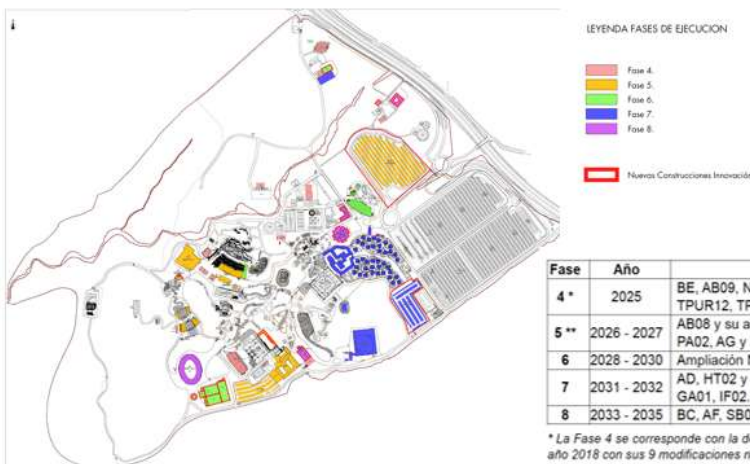 LEYENDA FASES DE EJECUCION
Fase 4.
Fase 5.
Fase 6.
Fase 7.
Fase 8.
Nuevas Construcciones Innovación
Fase Año
4 * 2025 BE, AB09, N
TPUR12, TP
5 ** 2026 - 2027 AB08 y su a
PA02, AG y
6 2028 - 2030 Ampliación N
7 2031 - 2032 AD, HT02 y
GA01, IF02.
8 2033 - 2035 BC, AF, SB0
* La Fase 4 se corresponde con la de
año 2018 con sus 9 modificaciones n